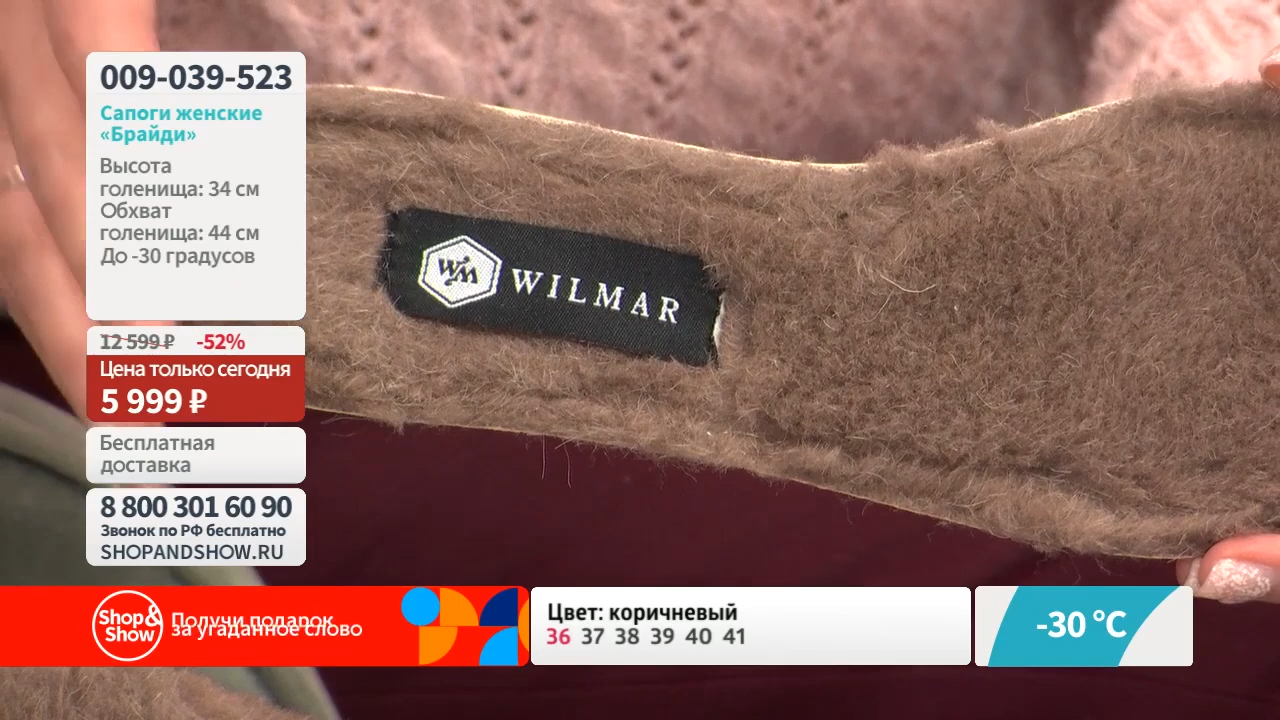 009-039-523
Сапоги женские
«Брайди»
Высота
голенища: 34 см
Обхват
голенища: 44 см
До -30 градусов
12 599 ₽ -52%
Цена только сегодня
5 999 ₽
Бесплатная
доставка
8 800 301 60 90
Звонок по РФ бесплатно
SHOPANDSHOW.RU
WM WILMAR
Shop&
Show
Получи подарок
за угаданное слово
Цвет: коричневый
36 37 38 39 40 41
-30 °C